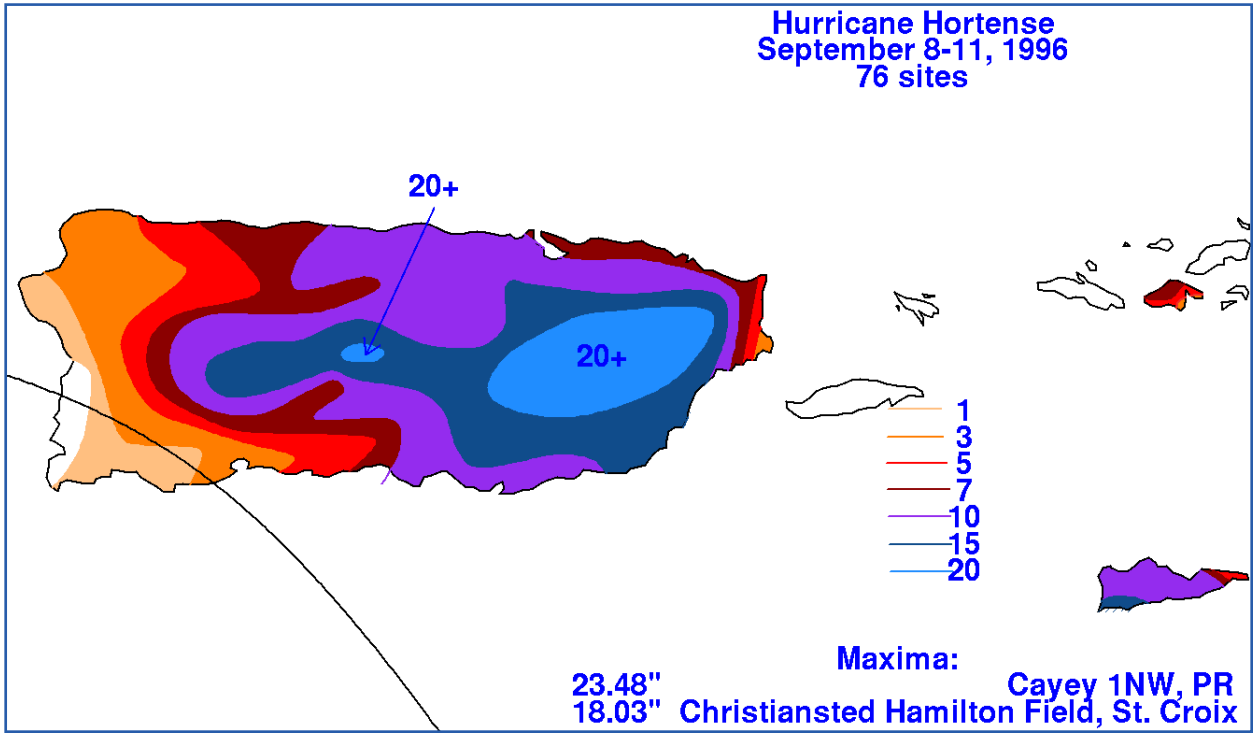 Hurricane Hortense
September 8-11, 1996
76 sites
20+
20+
1
3
5
7
10
15
20
Maxima:
23.48" Cayey 1NW, PR
18.03" Christiansted Hamilton Field, St. Croix